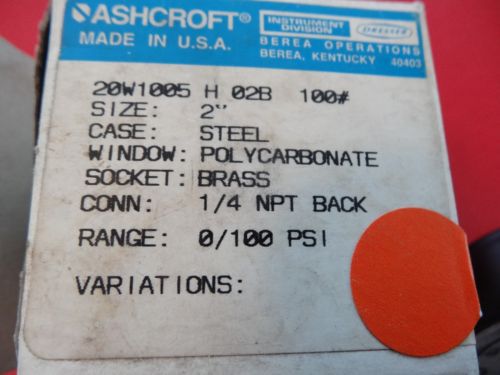 ASHCROFT®
MADE IN U.S.A.
INSTRUMENT
DIVISION
DRESSER
BEREA OPERATIONS
BEREA, KENTUCKY 40403
20W1005 H 02B 100#
SIZE: 2"
CASE: STEEL
WINDOW: POLYCARBONATE
SOCKET: BRASS
CONN: 1/4 NPT BACK
RANGE: 0/100 PSI
VARIATIONS: